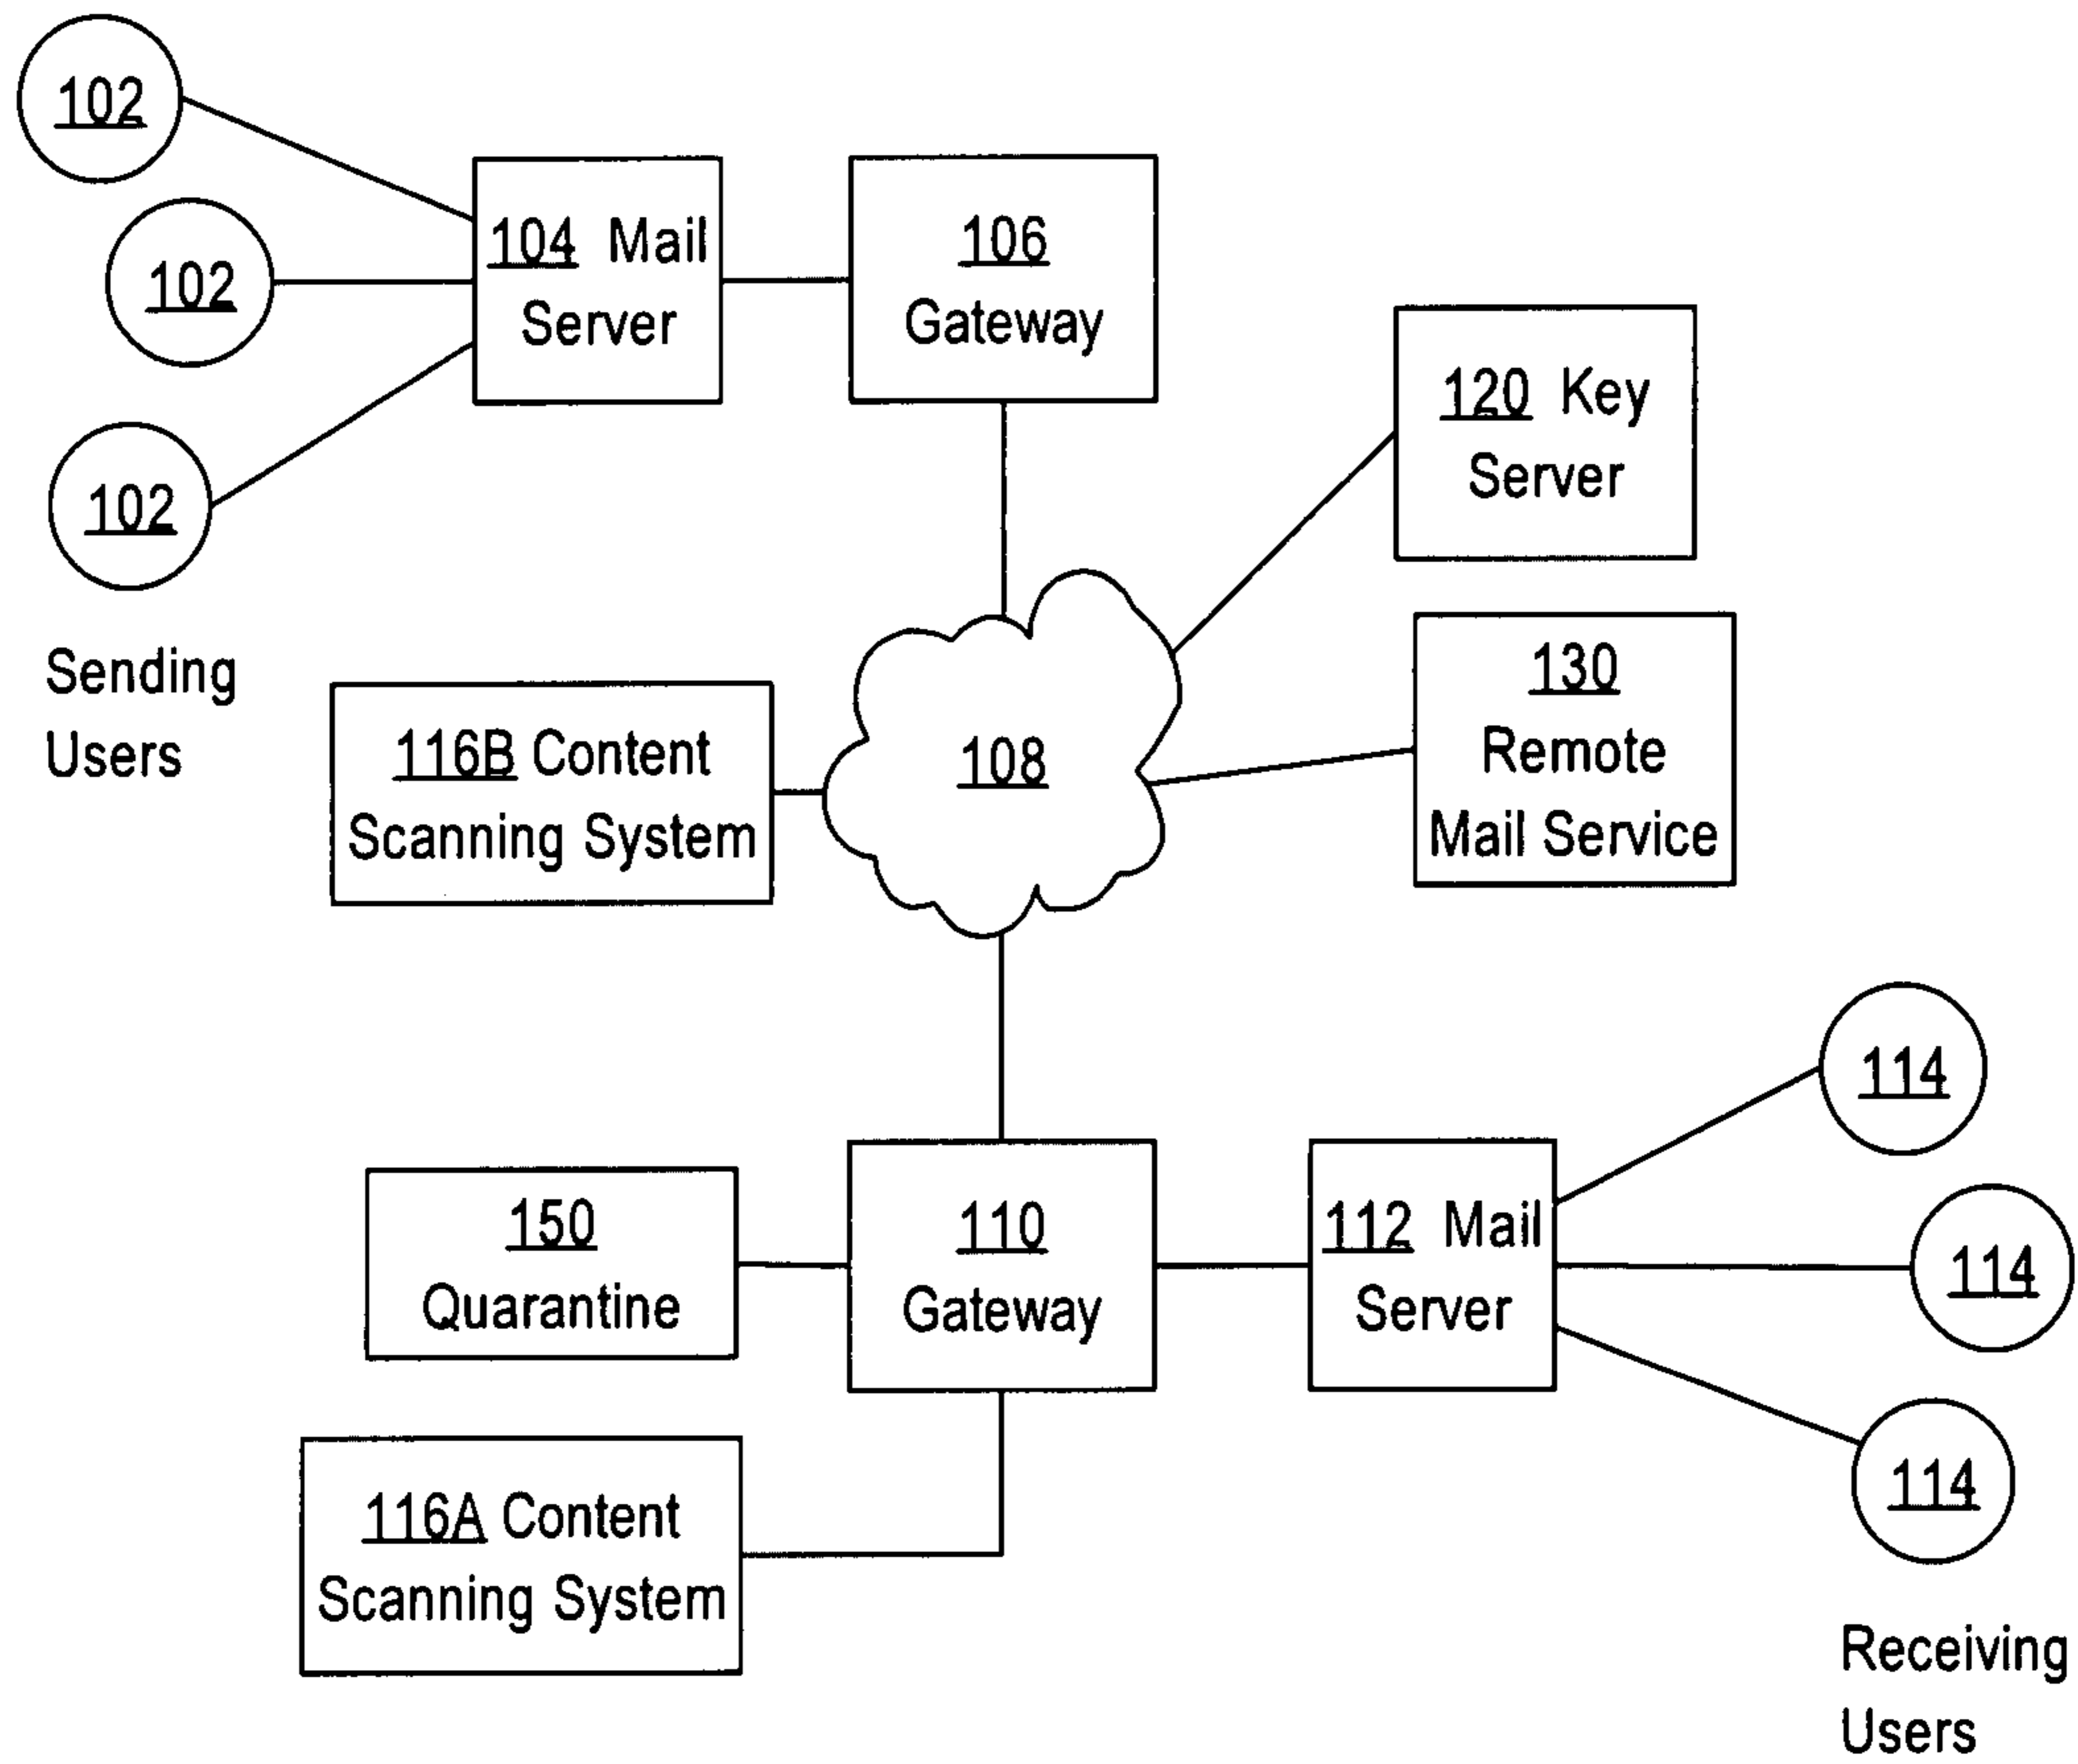 102
102
102
Sending
Users
104 Mail
Server
106
Gateway
120 Key
Server
130
Remote
Mail Service
116B Content
Scanning System
108
150
Quarantine
110
Gateway
112 Mail
Server
114
114
114
116A Content
Scanning System
Receiving
Users